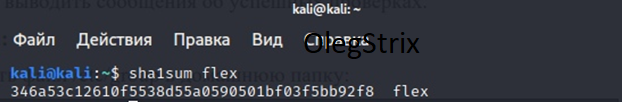 выводить сообщения об успешных проверках.
kali@kali: ~
Файл Действия Правка Вид Справка
OlegStrix
kali@kali:~$ sha1sum flex
346a53c12610f5538d55a0590501bf03f5bb92f8 flex
папку: